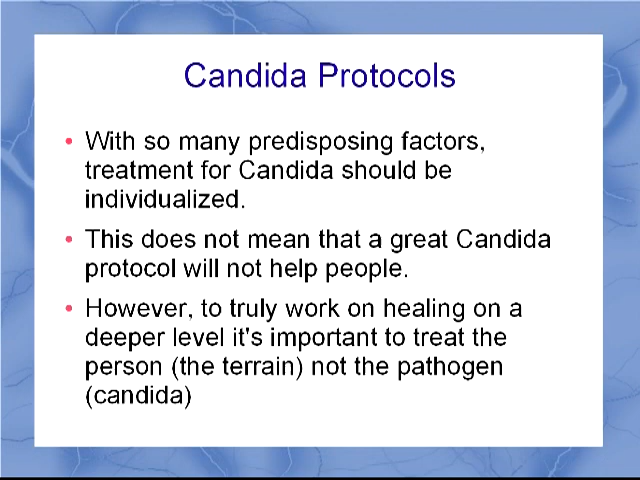 Candida Protocols
• With so many predisposing factors,
treatment for Candida should be
individualized.
• This does not mean that a great Candida
protocol will not help people.
• However, to truly work on healing on a
deeper level it's important to treat the
person (the terrain) not the pathogen
(candida)